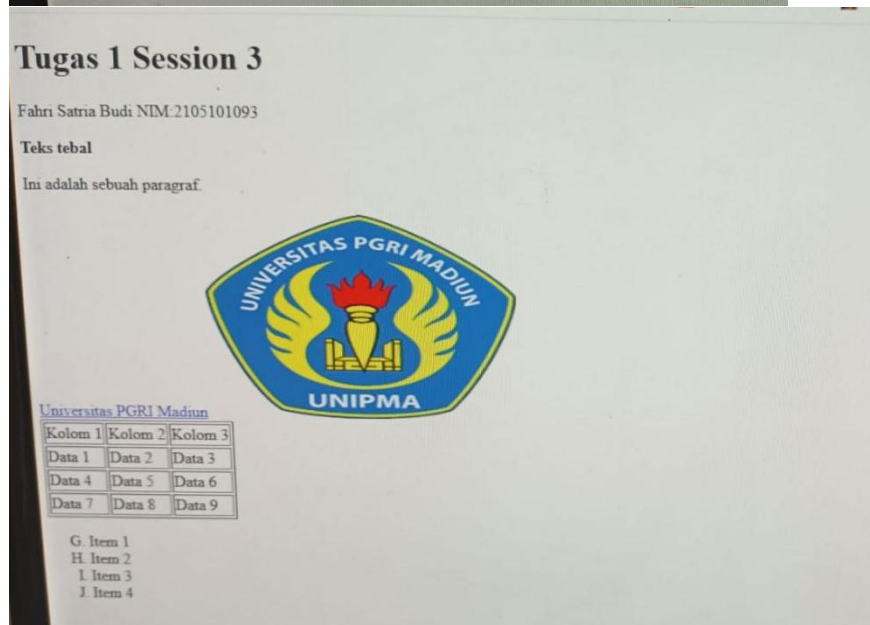 Tugas 1 Session 3
Fahri Satria Budi NIM:2105101093
Teks tebal
Ini adalah sebuah paragraf.
UNIVERSITAS PGRI MADIUN
UNIPMA
Universitas PGRI Madiun
Kolom 1 Kolom 2 Kolom 3
Data 1 Data 2 Data 3
Data 4 Data 5 Data 6
Data 7 Data 8 Data 9
G. Item 1
H. Item 2
I. Item 3
J. Item 4